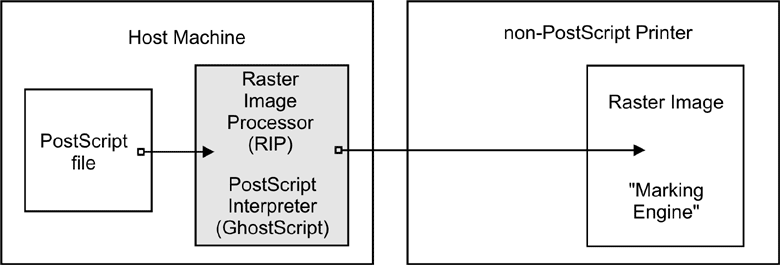 Host Machine
PostScript
file
Raster
Image
Processor
(RIP)
PostScript
Interpreter
(GhostScript)
non-PostScript Printer
Raster Image
"Marking
Engine"